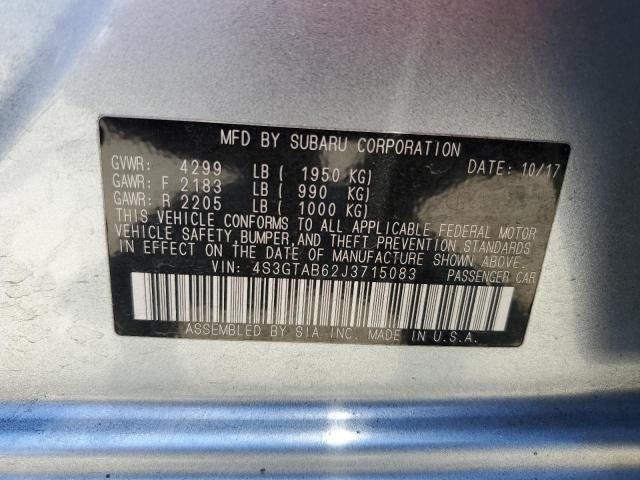 MFD BY SUBARU CORPORATION
GVWR: 4299 LB ( 1950 KG) DATE: 10/17
GAWR: F 2183 LB ( 990 KG)
GAWR: R 2205 LB ( 1000 KG)
THIS VEHICLE CONFORMS TO ALL APPLICABLE FEDERAL MOTOR
VEHICLE SAFETY,BUMPER,AND THEFT PREVENTION STANDARDS
IN EFFECT ON THE DATE OF MANUFACTURE SHOWN ABOVE.
VIN: 4S3GTAB62J3715083 PASSENGER CAR
ASSEMBLED BY SIA INC. MADE IN U.S.A.